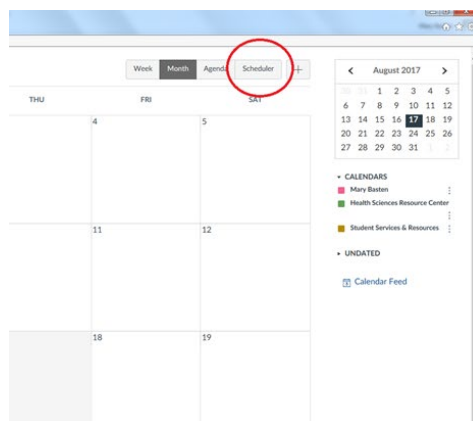 Week Month Agenda Scheduler +
THU FRI SAT
4 5
11 12
18 19
August 2017
1 2 3 4 5
6 7 8 9 10 11 12
13 14 15 16 17 18 19
20 21 22 23 24 25 26
27 28 29 30 31 1 2
CALENDARS
Mary Basten
Health Sciences Resource Center
Student Services & Resources
UNDATED
Calendar Feed